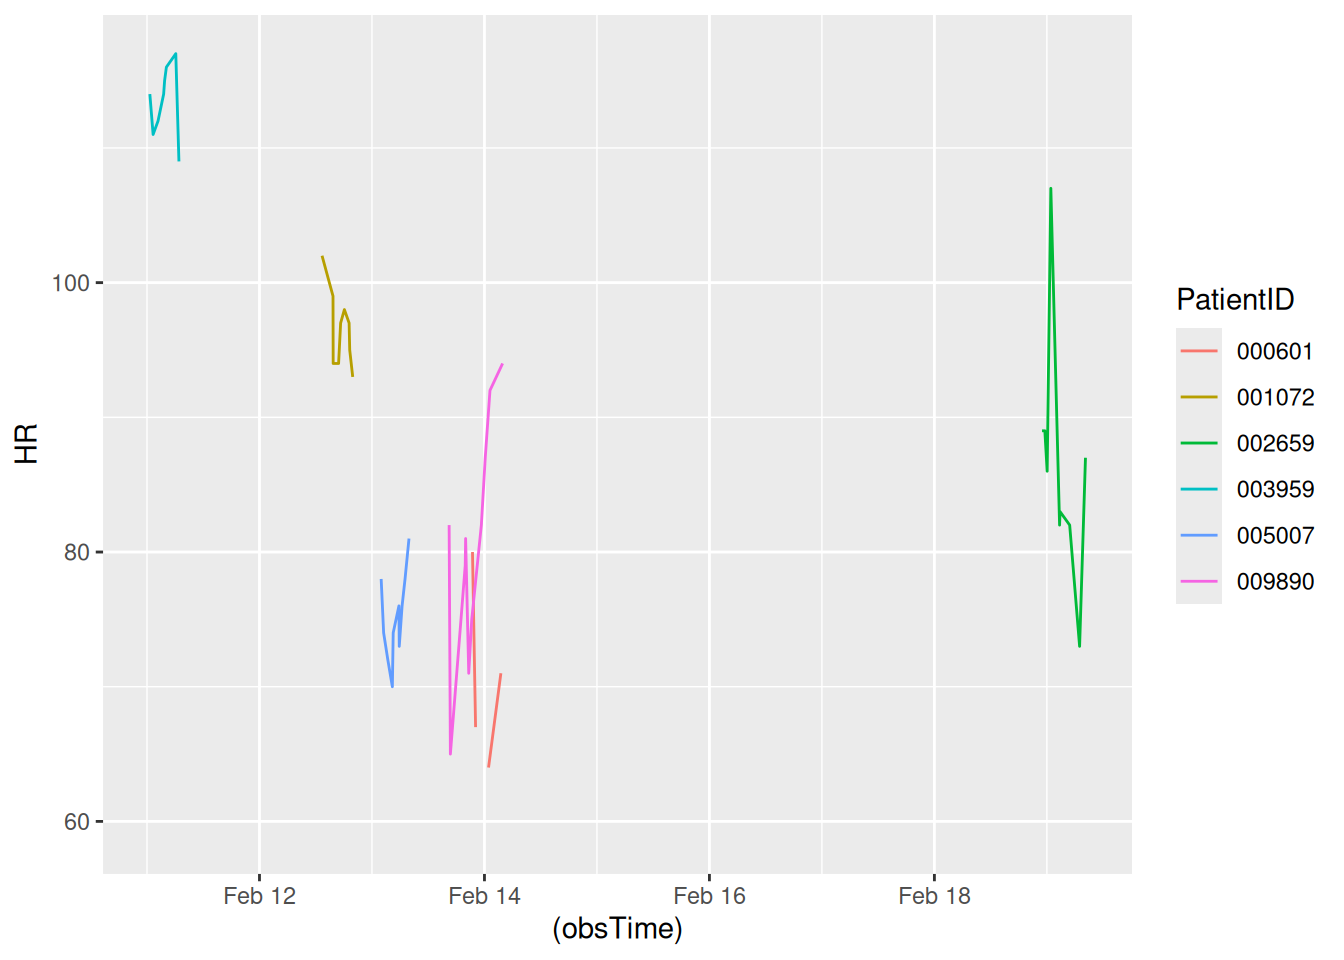 HR
100
80
60
Feb 12
Feb 14
Feb 16
Feb 18
(obsTime)
PatientID
000601
001072
002659
003959
005007
009890